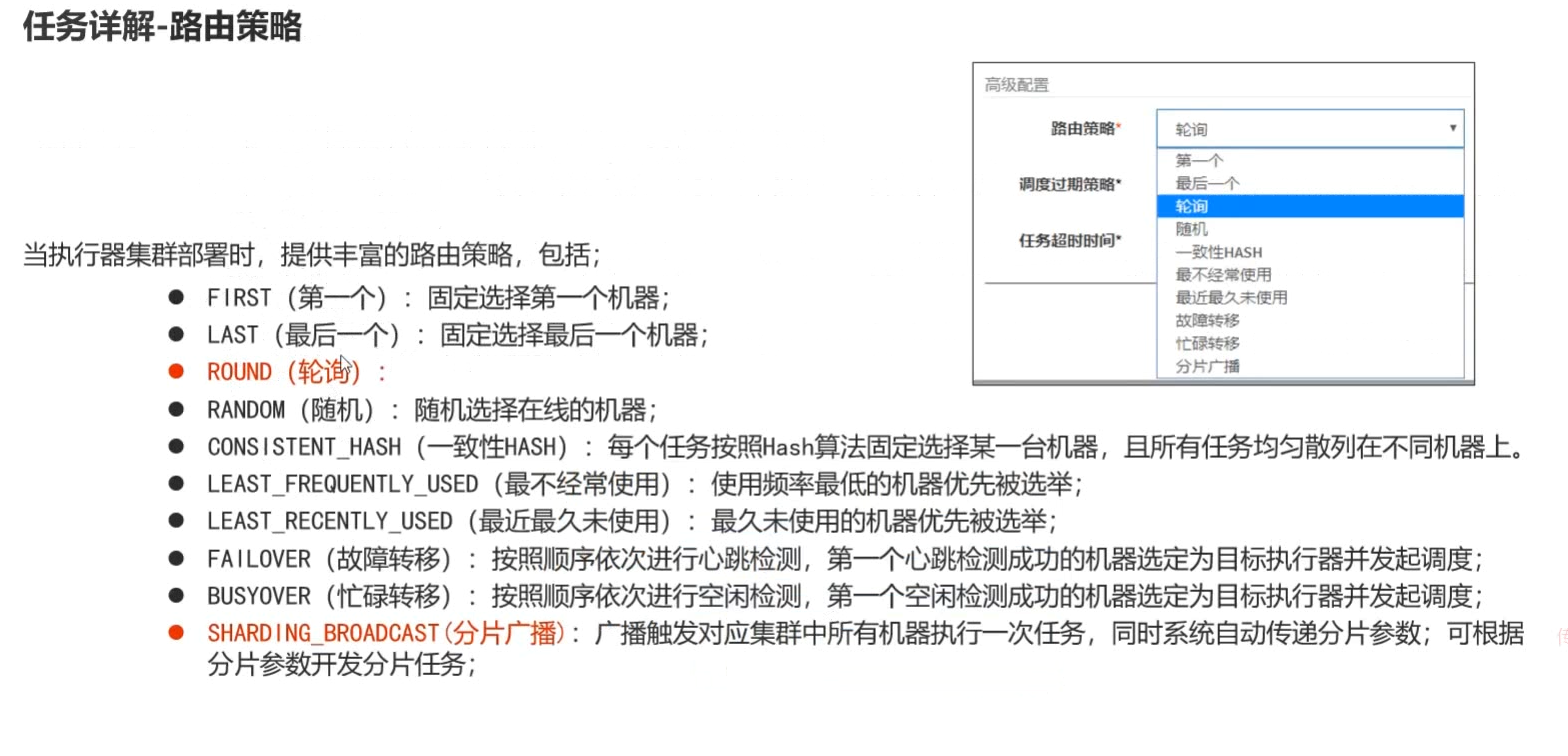 任务详解-路由策略
高级配置
路由策略* 轮询
第一个
最后一个
调度过期策略*
轮询
随机
任务超时时间*
一致性HASH
最不经常使用
最近最久未使用
故障转移
忙碌转移
分片广播
当执行器集群部署时，提供丰富的路由策略，包括；
● FIRST（第一个）：固定选择第一个机器；
● LAST（最后一个）：固定选择最后一个机器；
● ROUND（轮询）：
● RANDOM（随机）：随机选择在线的机器；
● CONSISTENT_HASH（一致性HASH）：每个任务按照Hash算法固定选择某一台机器，且所有任务均匀散列在不同机器上。
● LEAST_FREQUENTLY_USED（最不经常使用）：使用频率最低的机器优先被选举；
● LEAST_RECENTLY_USED（最近最久未使用）：最久未使用的机器优先被选举；
● FAILOVER（故障转移）：按照顺序依次进行心跳检测，第一个心跳检测成功的机器选定为目标执行器并发起调度；
● BUSYOVER（忙碌转移）：按照顺序依次进行空闲检测，第一个空闲检测成功的机器选定为目标执行器并发起调度；
● SHARDING_BROADCAST(分片广播)：广播触发对应集群中所有机器执行一次任务，同时系统自动传递分片参数；可根据
分片参数开发分片任务；